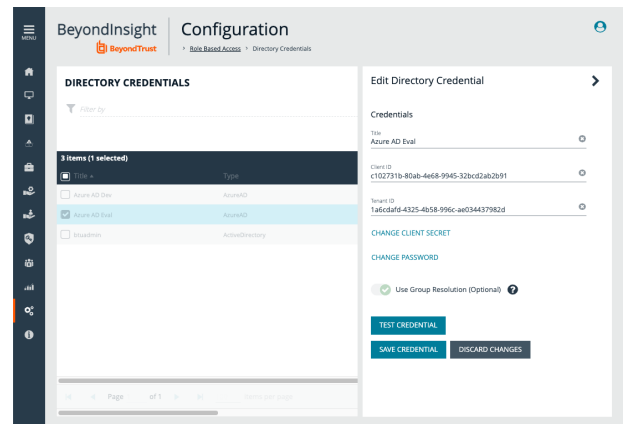 MENU
BeyondInsight
BeyondTrust
Configuration
> Role Based Access > Directory Credentials
DIRECTORY CREDENTIALS
Filter by
3 items (1 selected)
Title
Type
Azure AD Dev
AzureAD
Azure AD Eval
AzureAD
btuadmin
ActiveDirectory
Page of 1
items per page
Edit Directory Credential
Credentials
Title
Azure AD Eval
Client ID
c102731b-80ab-4e68-9945-32bcd2ab2b91
Tenant ID
1a6cdafd-4325-4b58-996c-ae034437982d
CHANGE CLIENT SECRET
CHANGE PASSWORD
Use Group Resolution (Optional) ?
TEST CREDENTIAL
SAVE CREDENTIAL
DISCARD CHANGES